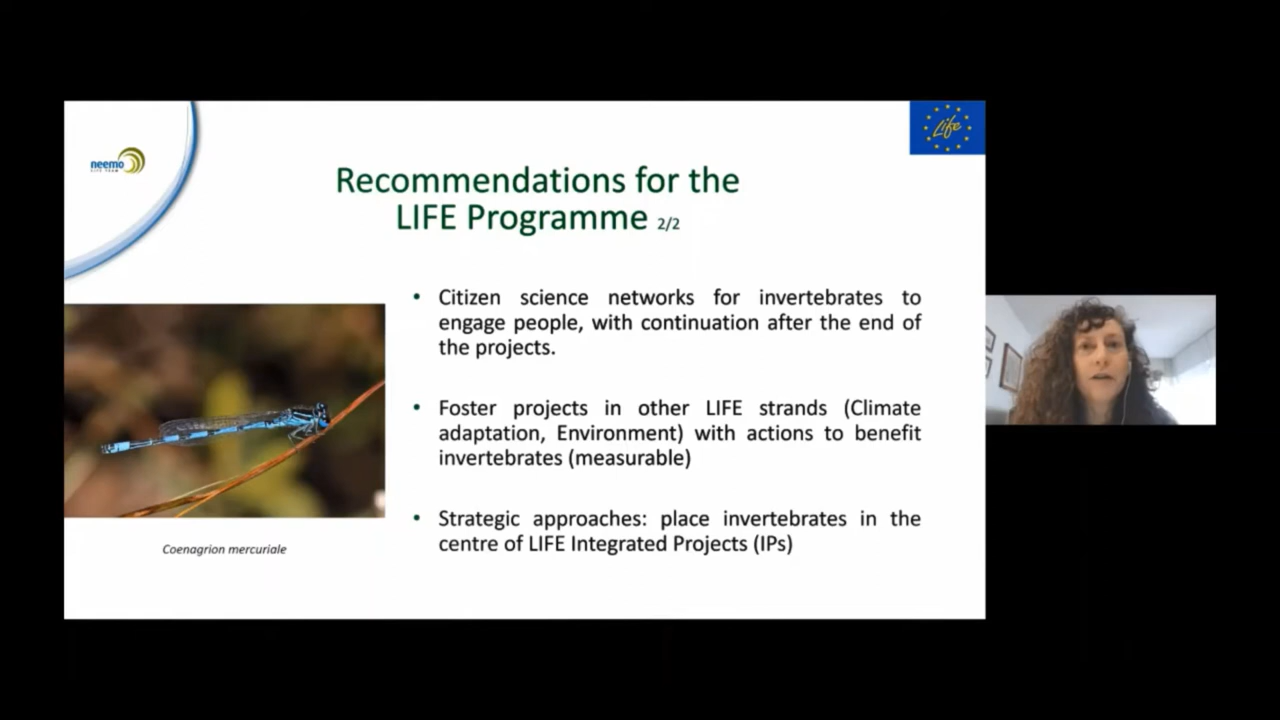 neemo
LIFE TEAM
Life
Recommendations for the
LIFE Programme 2/2
• Citizen science networks for invertebrates to
engage people, with continuation after the end of
the projects.
• Foster projects in other LIFE strands (Climate
adaptation, Environment) with actions to benefit
invertebrates (measurable)
• Strategic approaches: place invertebrates in the
centre of LIFE Integrated Projects (IPs)
Coenagrion mercuriale